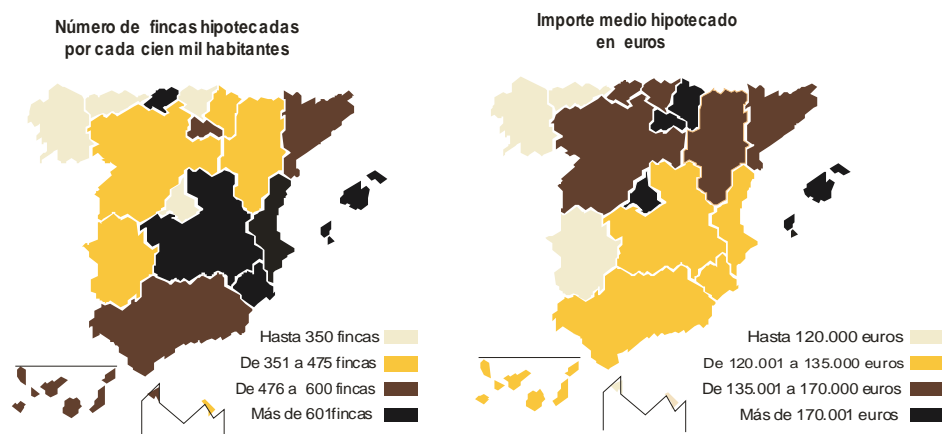 Número de fincas hipotecadas
por cada cien mil habitantes
Hasta 350 fincas
De 351 a 475 fincas
De 476 a 600 fincas
Más de 601fincas
Importe medio hipotecado
en euros
Hasta 120.000 euros
De 120.001 a 135.000 euros
De 135.001 a 170.000 euros
Más de 170.001 euros